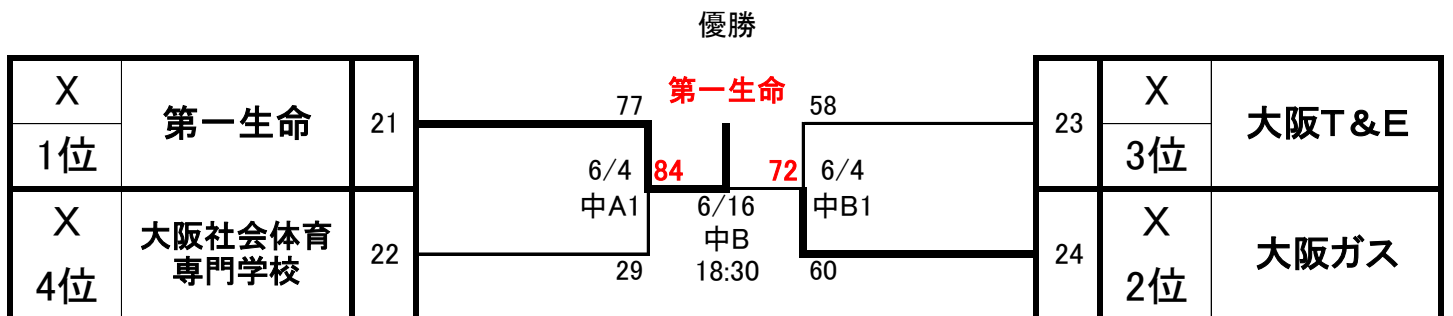 優勝
X
1位
第一生命
21
77
第一生命
58
23
X
3位
大阪T＆E
6/4
中A1
84
72
6/4
中B1
6/16
中B
18:30
X
4位
大阪社会体育
専門学校
22
29
60
24
X
2位
大阪ガス